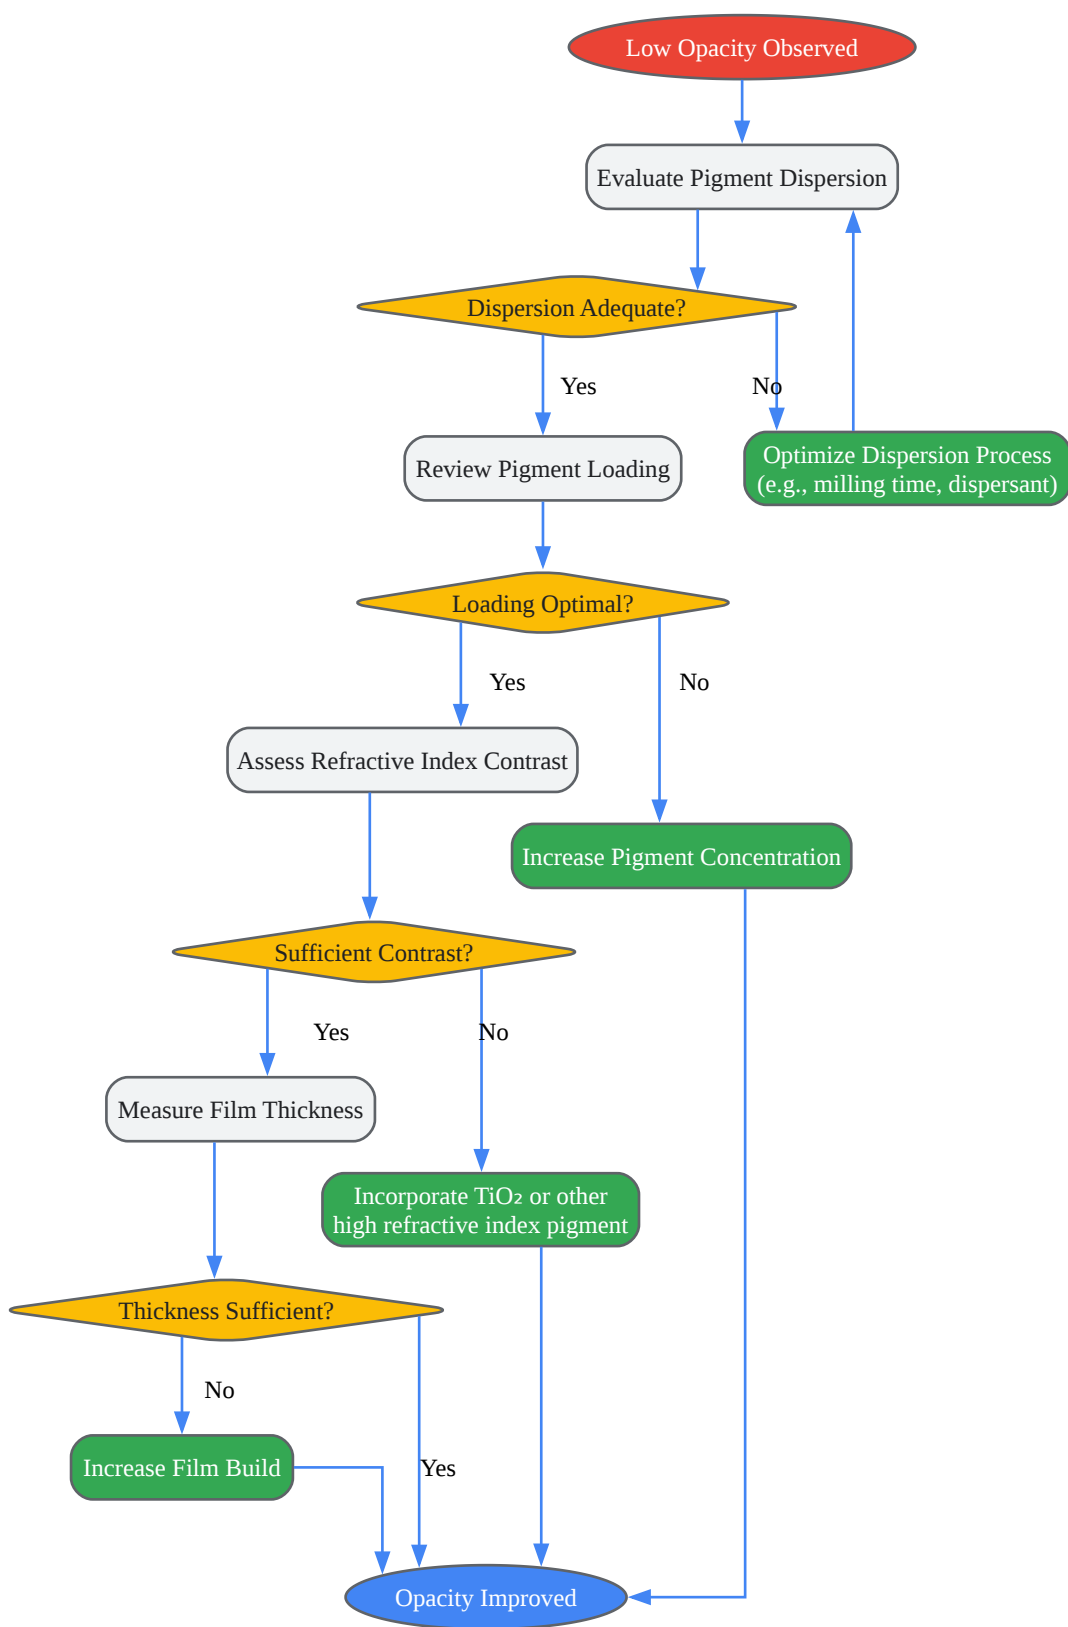 Low Opacity Observed
Evaluate Pigment Dispersion
Dispersion Adequate?
Yes
No
Optimize Dispersion Process
(e.g., milling time, dispersant)
Review Pigment Loading
Loading Optimal?
Yes
No
Assess Refractive Index Contrast
Increase Pigment Concentration
Sufficient Contrast?
Yes
No
Measure Film Thickness
Incorporate TiO₂ or other
high refractive index pigment
Thickness Sufficient?
No
Increase Film Build
Yes
Opacity Improved